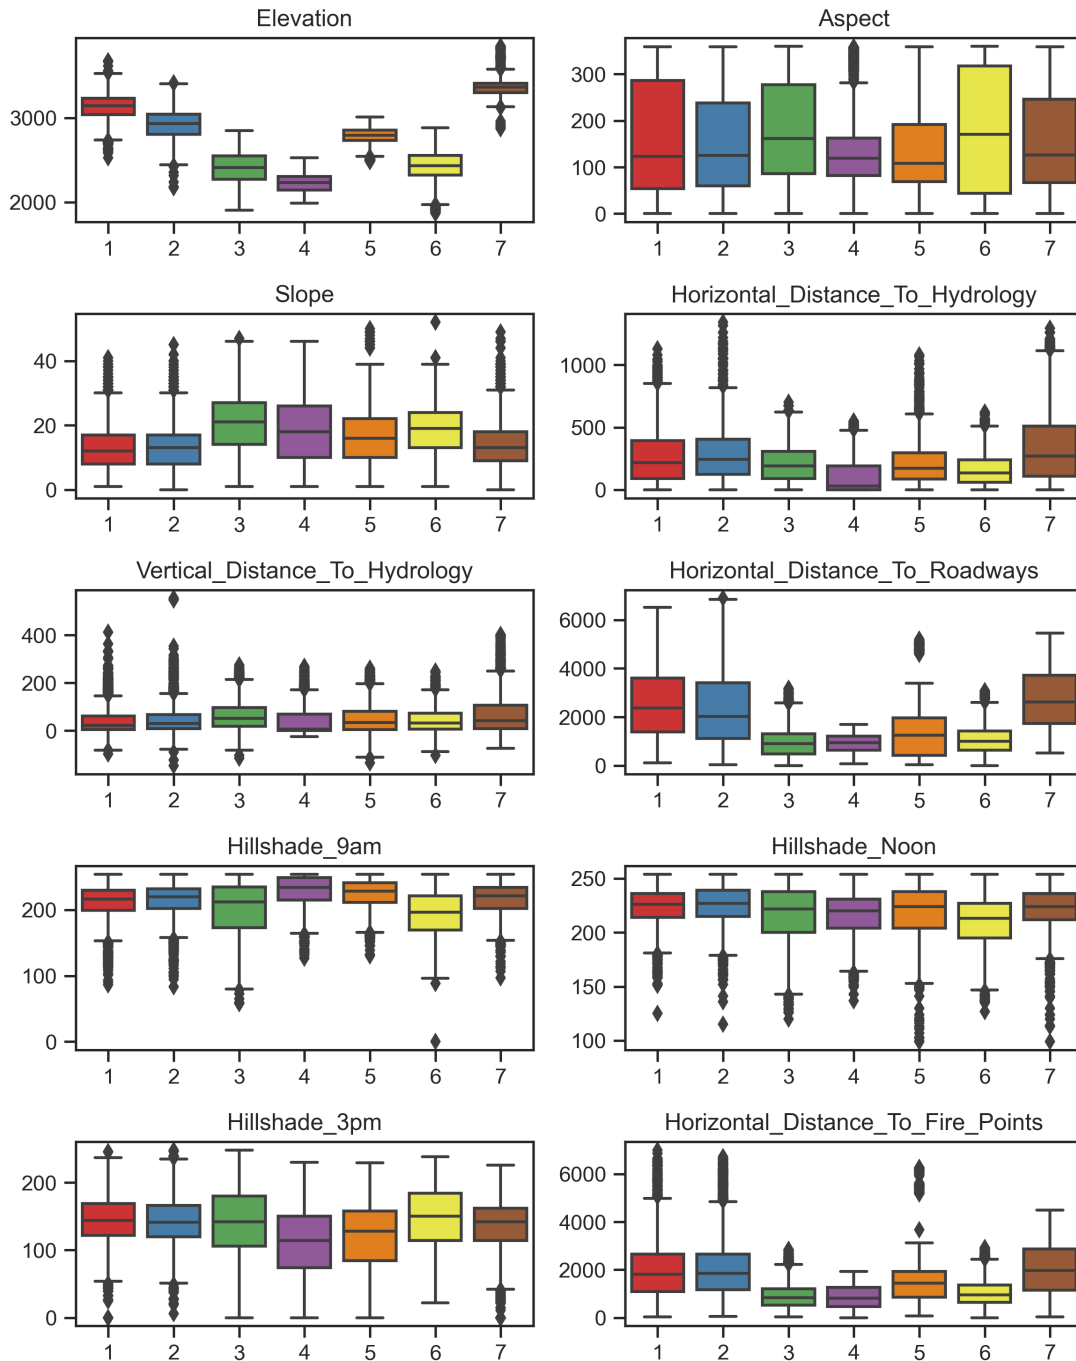 Elevation
3000
2000
1 2 3 4 5 6 7
Aspect
300
200
100
0
1 2 3 4 5 6 7
Slope
40
20
0
1 2 3 4 5 6 7
Horizontal_Distance_To_Hydrology
1000
500
0
1 2 3 4 5 6 7
Vertical_Distance_To_Hydrology
400
200
0
1 2 3 4 5 6 7
Horizontal_Distance_To_Roadways
6000
4000
2000
0
1 2 3 4 5 6 7
Hillshade_9am
200
100
0
1 2 3 4 5 6 7
Hillshade_Noon
250
200
150
100
1 2 3 4 5 6 7
Hillshade_3pm
200
100
0
1 2 3 4 5 6 7
Horizontal_Distance_To_Fire_Points
6000
4000
2000
0
1 2 3 4 5 6 7